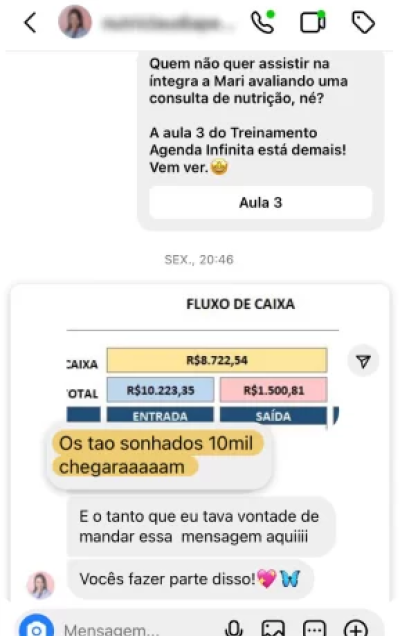 Quem não quer assistir na
íntegra a Mari avaliando uma
consulta de nutrição, né?
A aula 3 do Treinamento
Agenda Infinita está demais!
Vem ver.🤩
Aula 3
SEX., 20:46
FLUXO DE CAIXA
CAIXA R$8.722,54
OTAL R$10.223,35 R$1.500,81
ENTRADA SAÍDA
Os tao sonhados 10mil
chegaraaaaam
E o tanto que eu tava vontade de
mandar essa mensagem aquiiii
Vocês fazer parte disso!💖🦋
Mensagem...